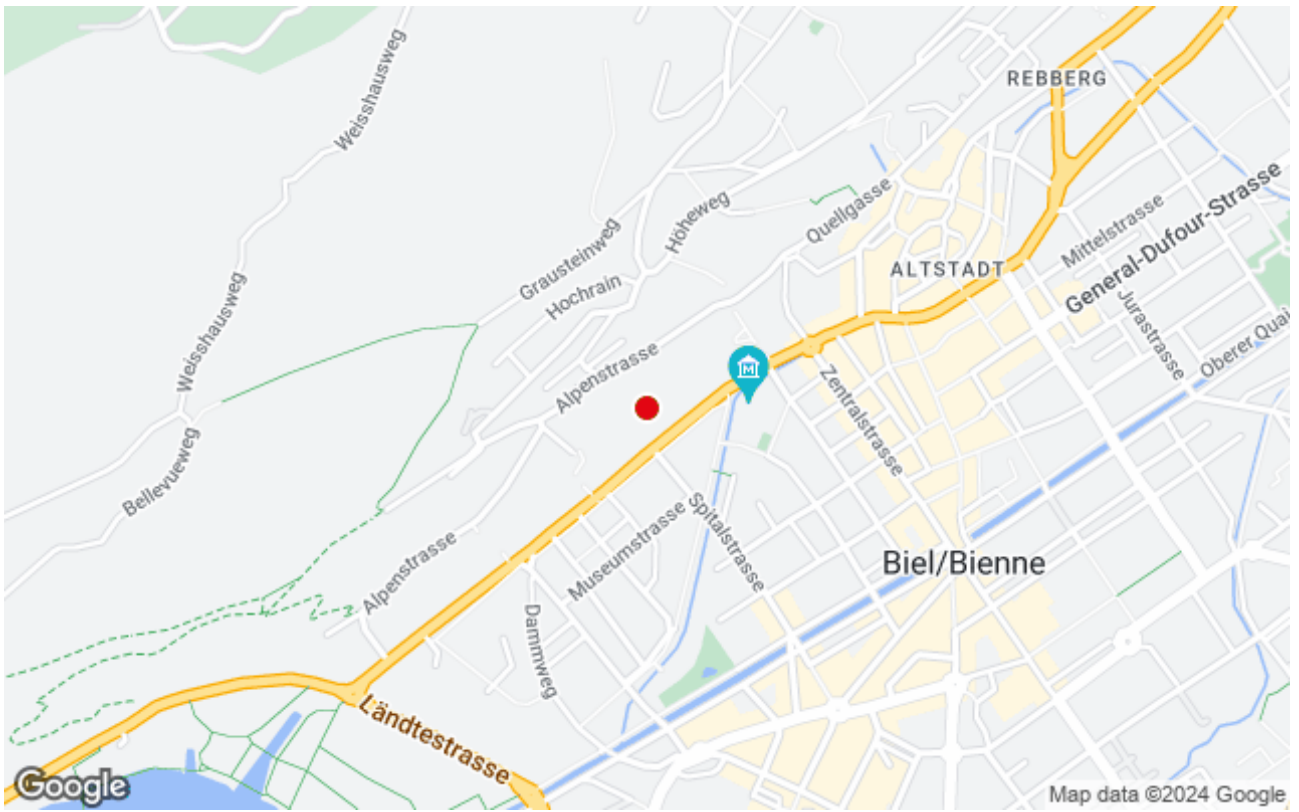 REBBERG
Weisshausweg
Quellgasse
Höheweg
Mittelstrasse
General-Dufour-Strasse
Grausteinweg
ALTSTADT
Hochrain
Jurastrasse
Weisshausweg
Oberer Quai
Alpenstrasse
M
Zentralstrasse
Bellevueweg
Museumstrasse
Spitalstrasse
Biel/Bienne
Alpenstrasse
Dammweg
Ländtestrasse
Google
Map data ©2024 Google